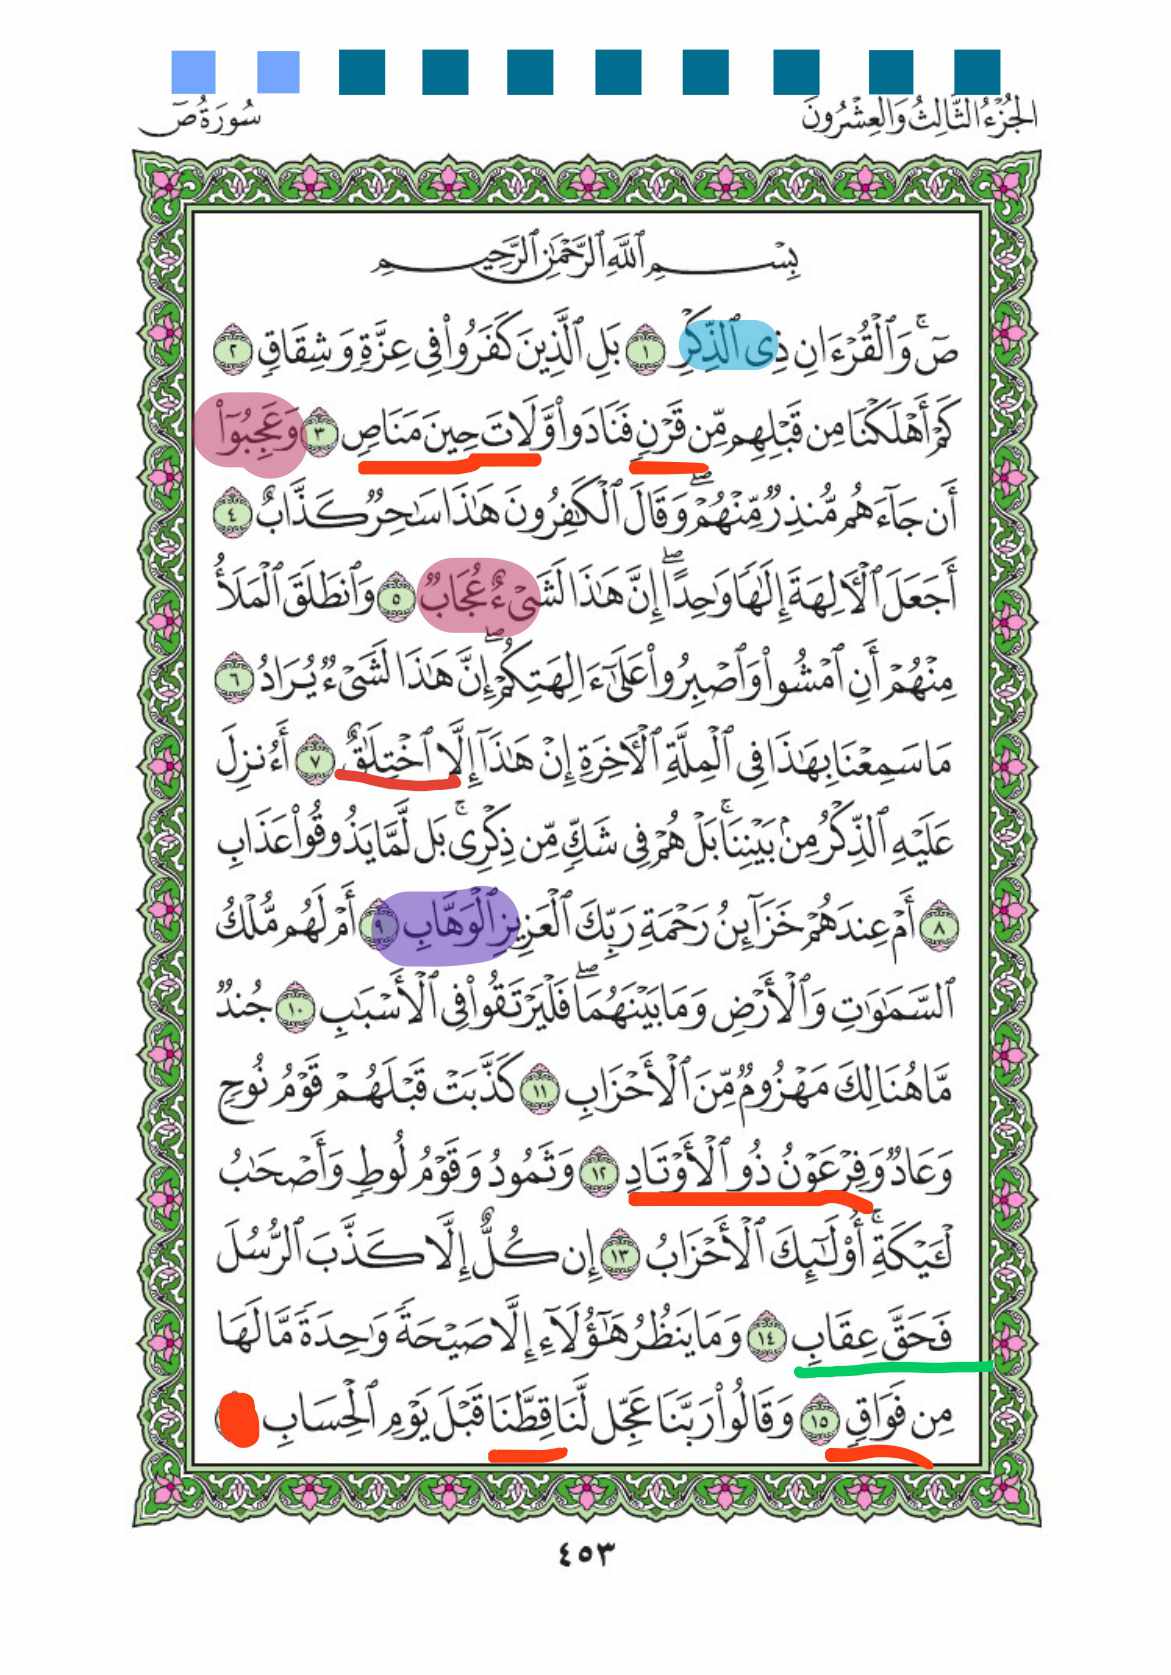 الجُزْءُ الثَّالِثُ وَالعِشْرُونَ
سُورَةُ صٓ
بِسْمِ ٱللَّهِ ٱلرَّحْمَٰنِ ٱلرَّحِيمِ
صٓۚ وَٱلْقُرْءَانِ ذِى ٱلذِّكْرِ ١ بَلِ ٱلَّذِينَ كَفَرُوا۟ فِى عِزَّةٍ وَشِقَاقٍ ٢
كَمْ أَهْلَكْنَا مِن قَبْلِهِم مِّن قَرْنٍ فَنَادَوا۟ وَّلَاتَ حِينَ مَنَاصٍ ٣ وَعَجِبُوٓا۟
أَن جَآءَهُم مُّنذِرٌ مِّنْهُمْۖ وَقَالَ ٱلْكَٰفِرُونَ هَٰذَا سَٰحِرٌ كَذَّابٌ ٤
أَجَعَلَ ٱلْءَالِهَةَ إِلَٰهًا وَٰحِدًاۖ إِنَّ هَٰذَا لَشَىْءٌ عُجَابٌ ٥ وَٱنطَلَقَ ٱلْمَلَأُ
مِنْهُمْ أَنِ ٱمْشُوا۟ وَٱصْبِرُوا۟ عَلَىٰٓ ءَالِهَتِكُمْۖ إِنَّ هَٰذَا لَشَىْءٌ يُرَادُ ٦
مَا سَمِعْنَا بِهَٰذَا فِى ٱلْمِلَّةِ ٱلْءَاخِرَةِ إِنْ هَٰذَآ إِلَّا ٱخْتِلَٰقٌ ٧ أَءُنزِلَ
عَلَيْهِ ٱلذِّكْرُ مِنۢ بَيْنِنَاۚ بَلْ هُمْ فِى شَكٍّ مِّن ذِكْرِىۚ بَل لَّمَّا يَذُوقُوا۟ عَذَابِ
٨ أَمْ عِندَهُمْ خَزَآئِنُ رَحْمَةِ رَبِّكَ ٱلْعَزِيزِ ٱلْوَهَّابِ ٩ أَمْ لَهُم مُّلْكُ
ٱلسَّمَٰوَٰتِ وَٱلْأَرْضِ وَمَا بَيْنَهُمَاۖ فَلْيَرْتَقُوا۟ فِى ٱلْأَسْبَٰبِ ١٠ جُندٌ
مَّا هُنَالِكَ مَهْزُومٌ مِّنَ ٱلْأَحْزَابِ ١١ كَذَّبَتْ قَبْلَهُمْ قَوْمُ نُوحٍ
وَعَادٌ وَفِرْعَوْنُ ذُو ٱلْأَوْتَادِ ١٢ وَثَمُودُ وَقَوْمُ لُوطٍ وَأَصْحَٰبُ
لْـَٔيْكَةِۚ أُو۟لَٰٓئِكَ ٱلْأَحْزَابُ ١٣ إِن كُلٌّ إِلَّا كَذَّبَ ٱلرُّسُلَ
فَحَقَّ عِقَابِ ١٤ وَمَا يَنظُرُ هَٰٓؤُلَآءِ إِلَّا صَيْحَةً وَٰحِدَةً مَّا لَهَا
مِن فَوَاقٍ ١٥ وَقَالُوا۟ رَبَّنَا عَجِّل لَّنَا قِطَّنَا قَبْلَ يَوْمِ ٱلْحِسَابِ
٤٥٣